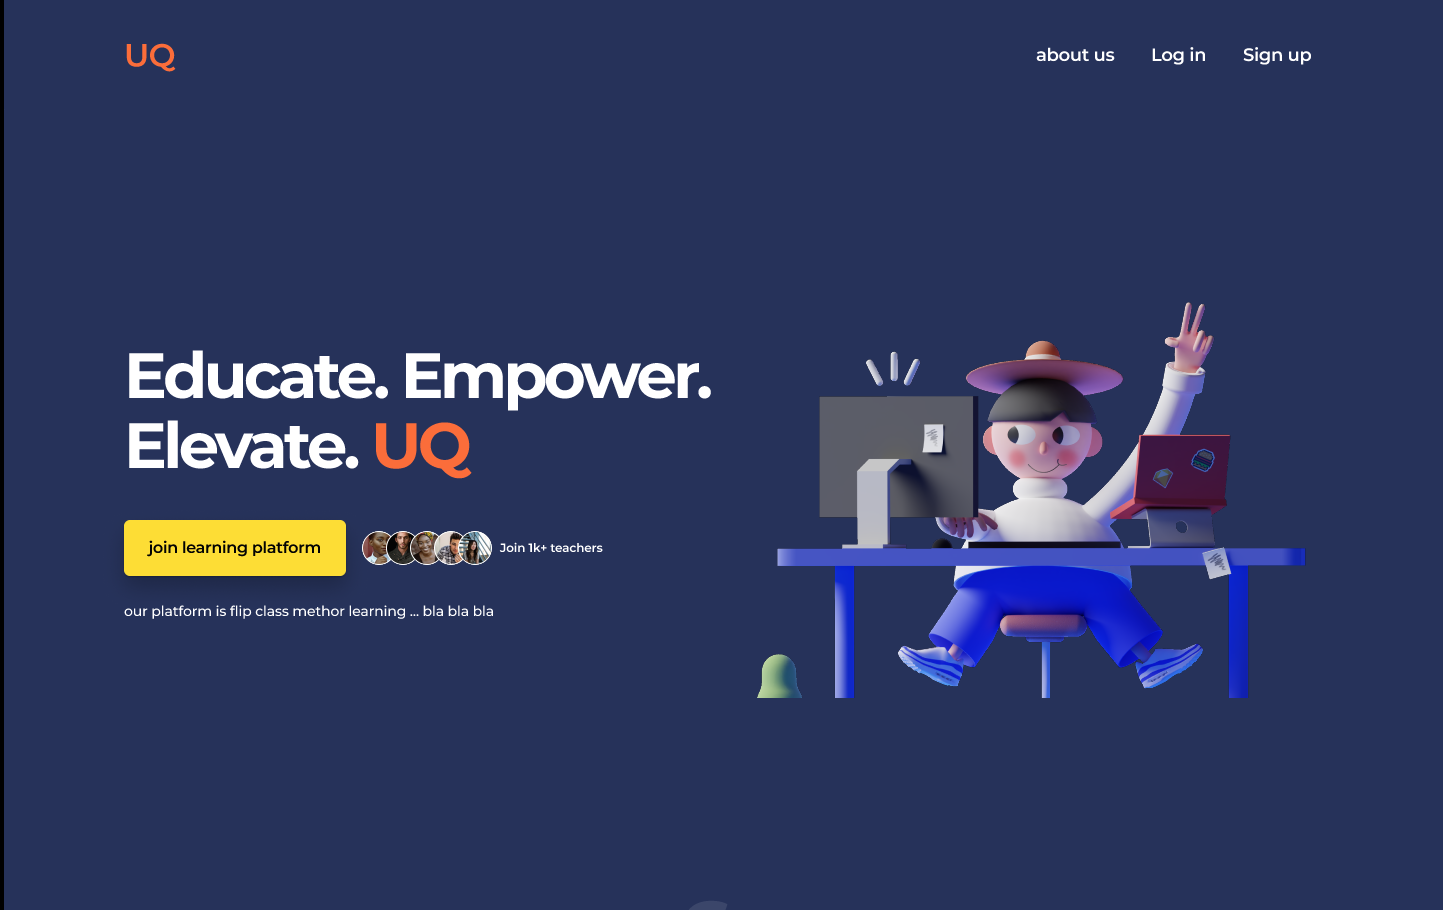 UQ
about us Log in Sign up
Educate. Empower.
Elevate. UQ
join learning platform
Join 1k+ teachers
our platform is flip class methor learning ... bla bla bla